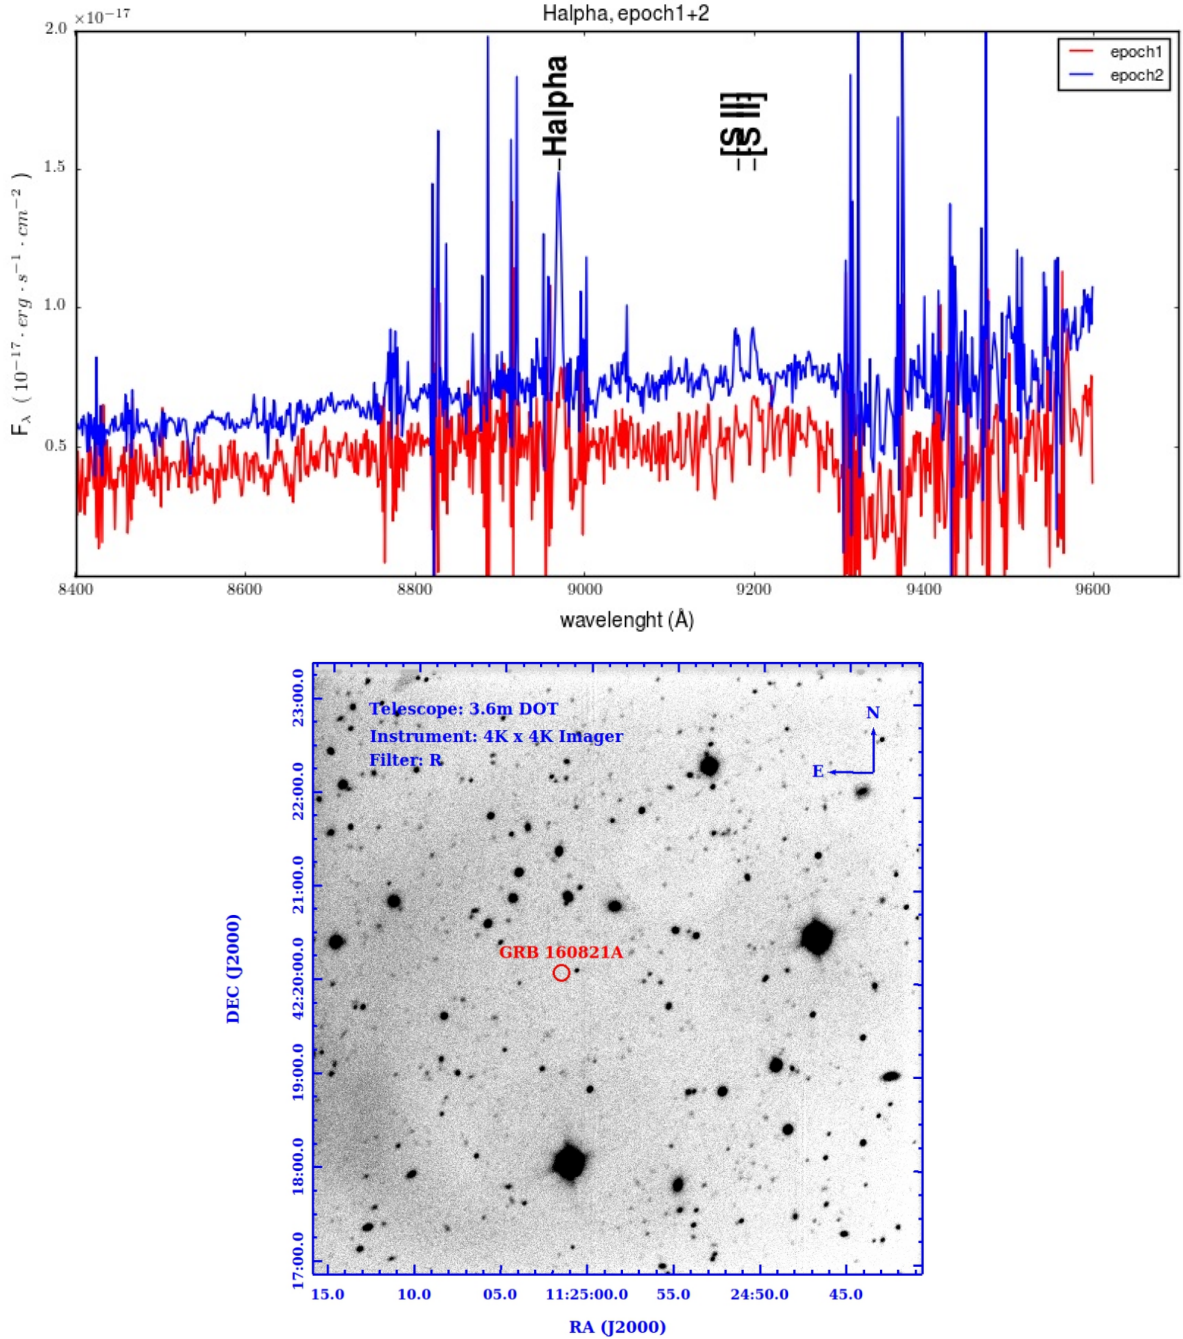 Halpha, epoch1+2
×10−17
2.0
1.5
1.0
0.5
Fλ ( 10−17 · erg · s−1 · cm−2 )
epoch1
epoch2
Halpha
[S II]
[S II]
8400 8600 8800 9000 9200 9400 9600
wavelenght (Å)
Telescope: 3.6m DOT
Instrument: 4K x 4K Imager
Filter: R
N
E
GRB 160821A
23:00.0
22:00.0
21:00.0
42:20:00.0
19:00.0
18:00.0
17:00.0
DEC (J2000)
15.0 10.0 05.0 11:25:00.0 55.0 24:50.0 45.0
RA (J2000)